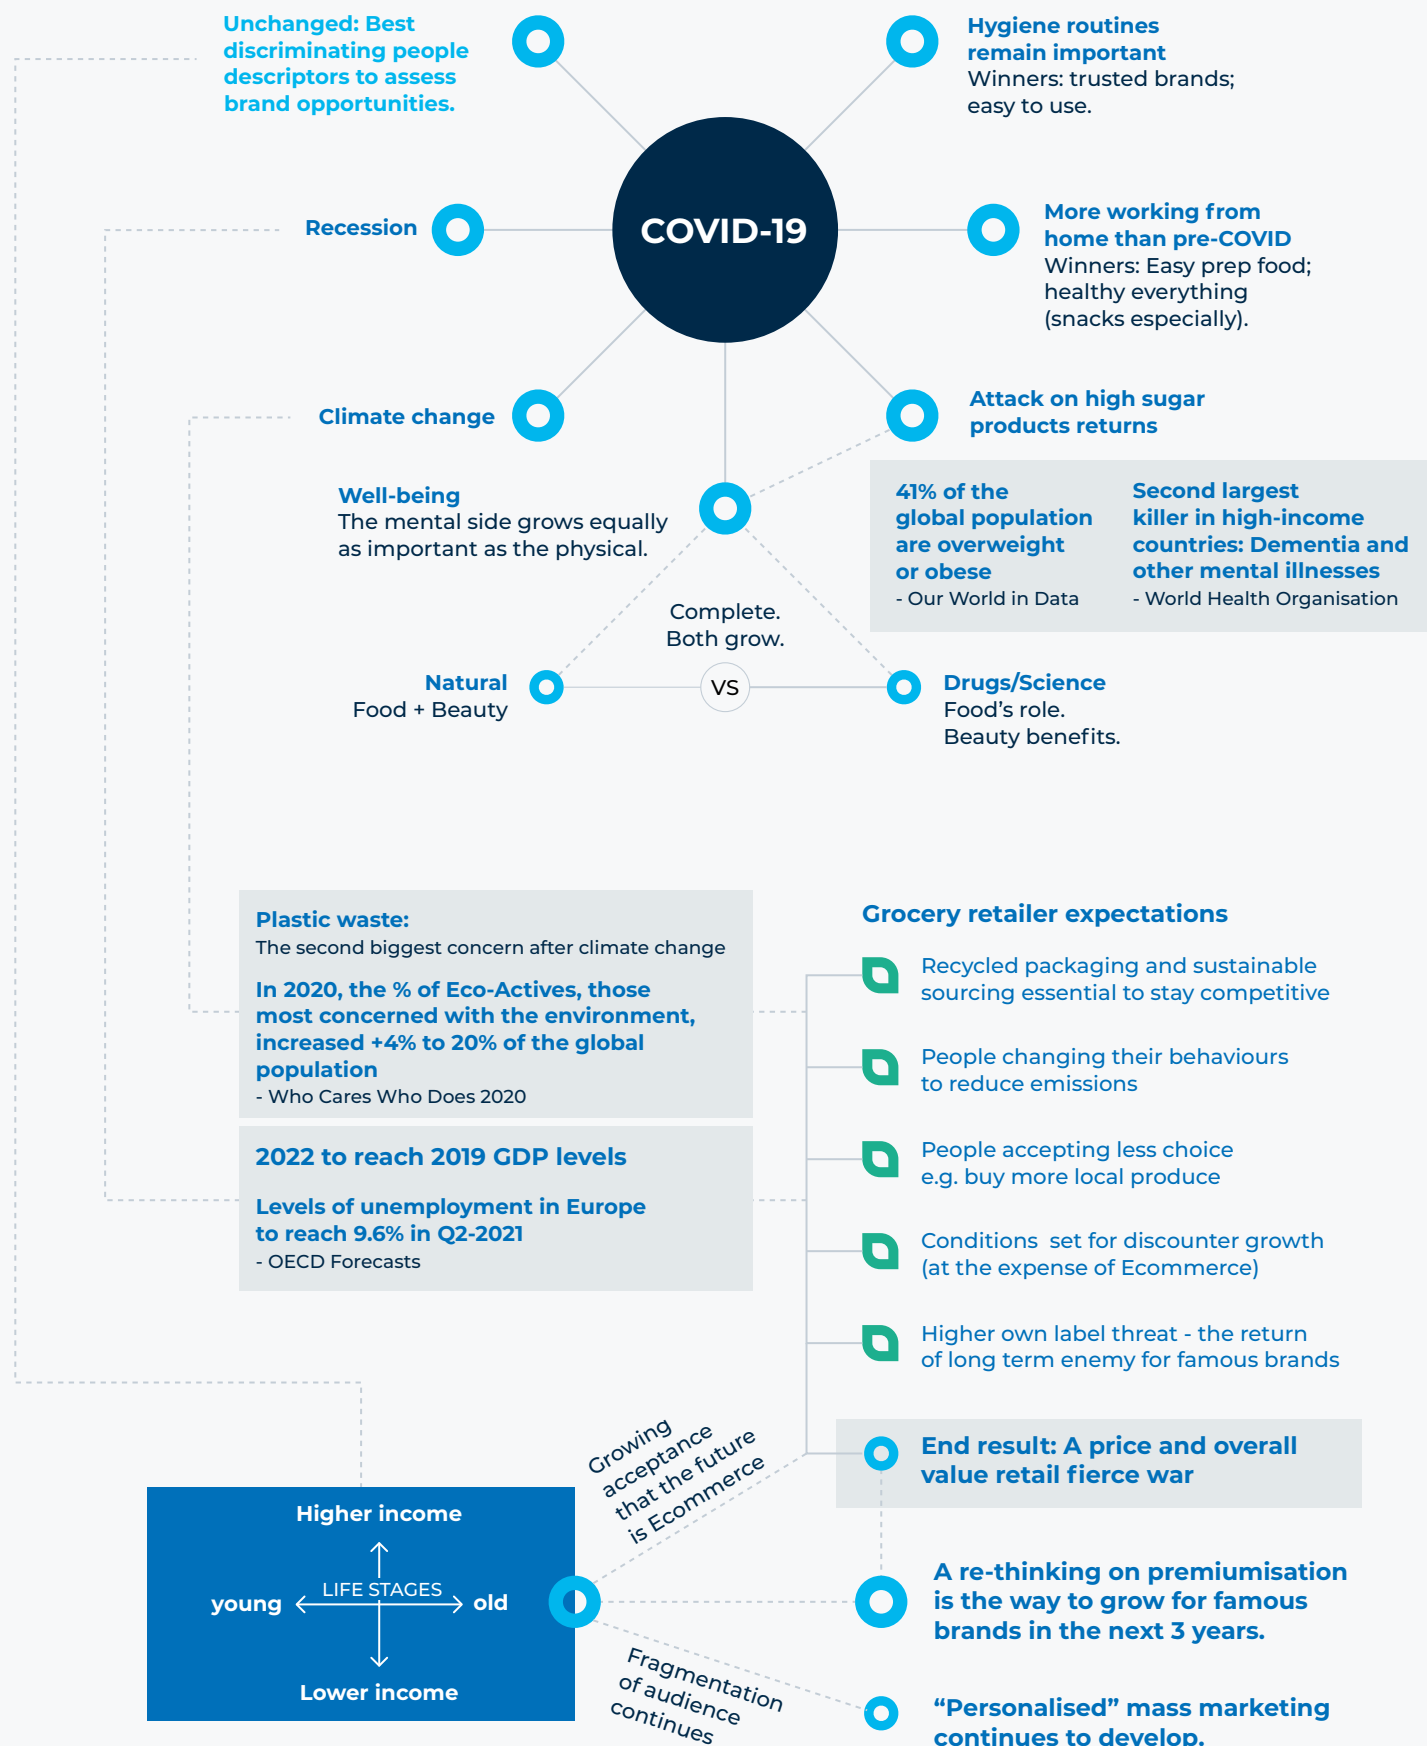 Unchanged: Best
discriminating people
descriptors to assess
brand opportunities.
Hygiene routines
remain important
Winners: trusted brands;
easy to use.
COVID-19
Recession
More working from
home than pre-COVID
Winners: Easy prep food;
healthy everything
(snacks especially).
Climate change
Attack on high sugar
products returns
Well-being
The mental side grows equally
as important as the physical.
41% of the
global population
are overweight
or obese
- Our World in Data
Second largest
killer in high-income
countries: Dementia and
other mental illnesses
- World Health Organisation
Complete.
Both grow.
Natural
Food + Beauty
VS
Drugs/Science
Food's role.
Beauty benefits.
Plastic waste:
The second biggest concern after climate change
In 2020, the % of Eco-Actives, those
most concerned with the environment,
increased +4% to 20% of the global
population
- Who Cares Who Does 2020
2022 to reach 2019 GDP levels
Levels of unemployment in Europe
to reach 9.6% in Q2-2021
- OECD Forecasts
Grocery retailer expectations
Recycled packaging and sustainable
sourcing essential to stay competitive
People changing their behaviours
to reduce emissions
People accepting less choice
e.g. buy more local produce
Conditions  set for discounter growth
(at the expense of Ecommerce)
Higher own label threat - the return
of long term enemy for famous brands
End result: A price and overall
value retail fierce war
Growing
acceptance
that the future
is Ecommerce
Higher income
LIFE STAGES
young
old
Lower income
A re-thinking on premiumisation
is the way to grow for famous
brands in the next 3 years.
Fragmentation
of audience
continues
“Personalised” mass marketing
continues to develop.